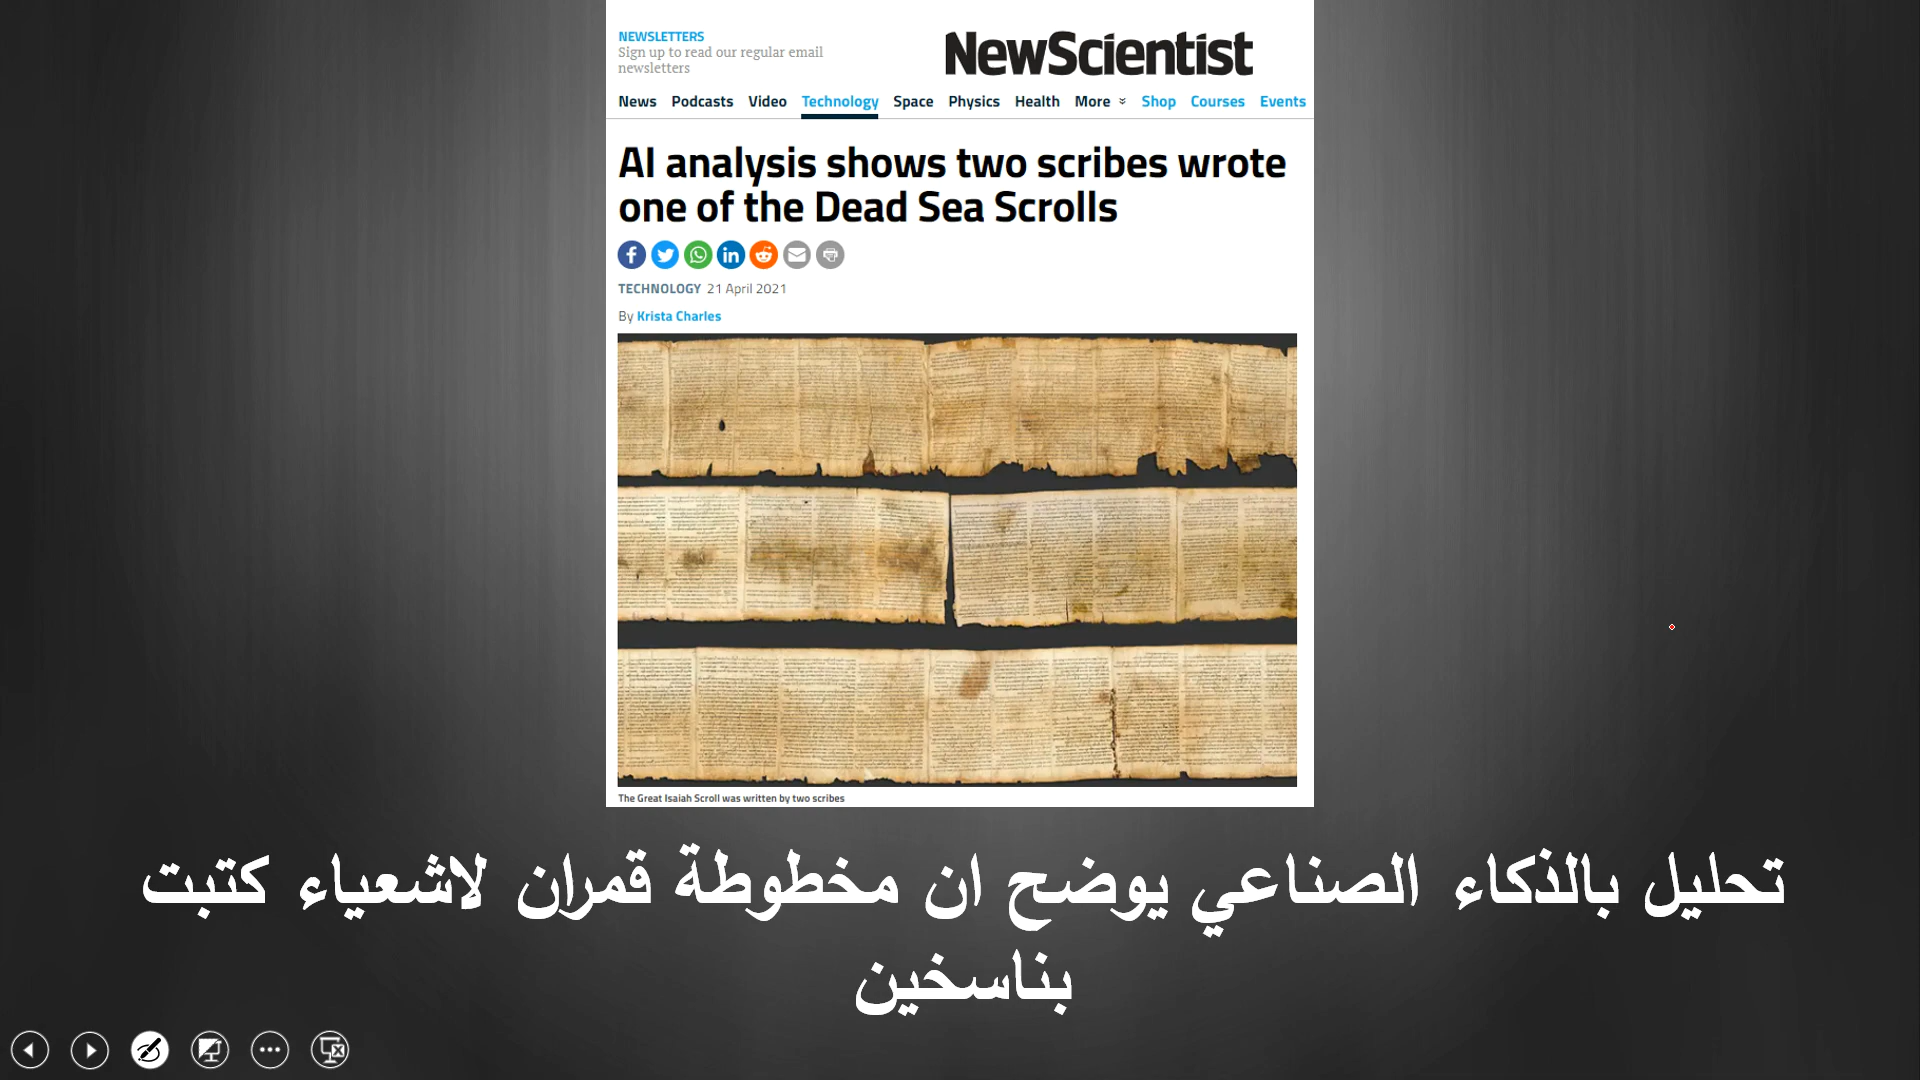 NEWSLETTERS
Sign up to read our regular email
newsletters
NewScientist
News Podcasts Video Technology Space Physics Health More Shop Courses Events
AI analysis shows two scribes wrote
one of the Dead Sea Scrolls
TECHNOLOGY 21 April 2021
By Krista Charles
The Great Isaiah Scroll was written by two scribes
تحليل بالذكاء الصناعي يوضح ان مخطوطة قمران لاشعياء كتبت
بناسخين